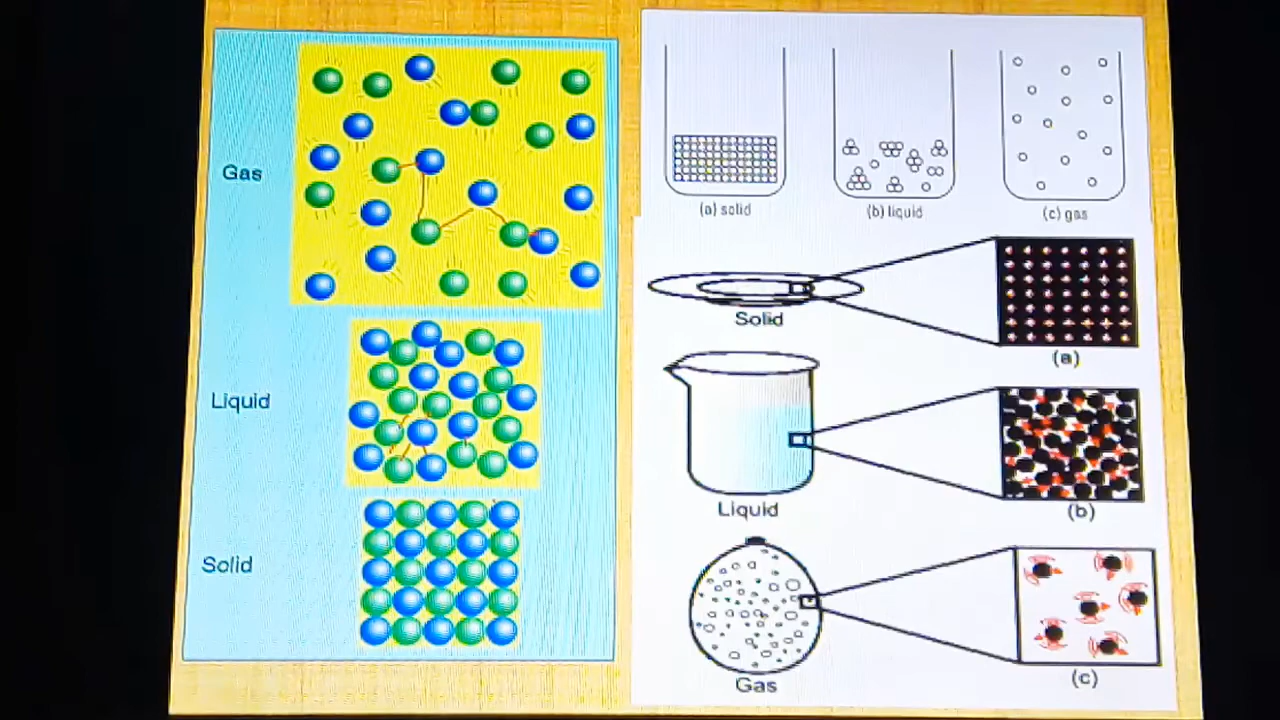 Gas
Liquid
Solid
(a) solid
(b) liquid
(c) gas
Solid
(a)
Liquid
(b)
Gas
(c)